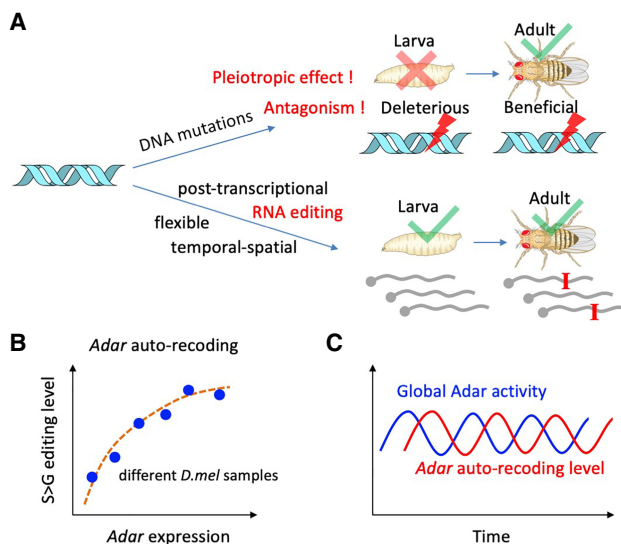 A
Larva
Adult
Pleiotropic effect !
Antagonism !
Deleterious
Beneficial
DNA mutations
post-transcriptional
RNA editing
flexible
temporal-spatial
Larva
Adult
I
I
B
Adar auto-recoding
S>G editing level
different D.mel samples
Adar expression
C
Global Adar activity
Adar auto-recoding level
Time